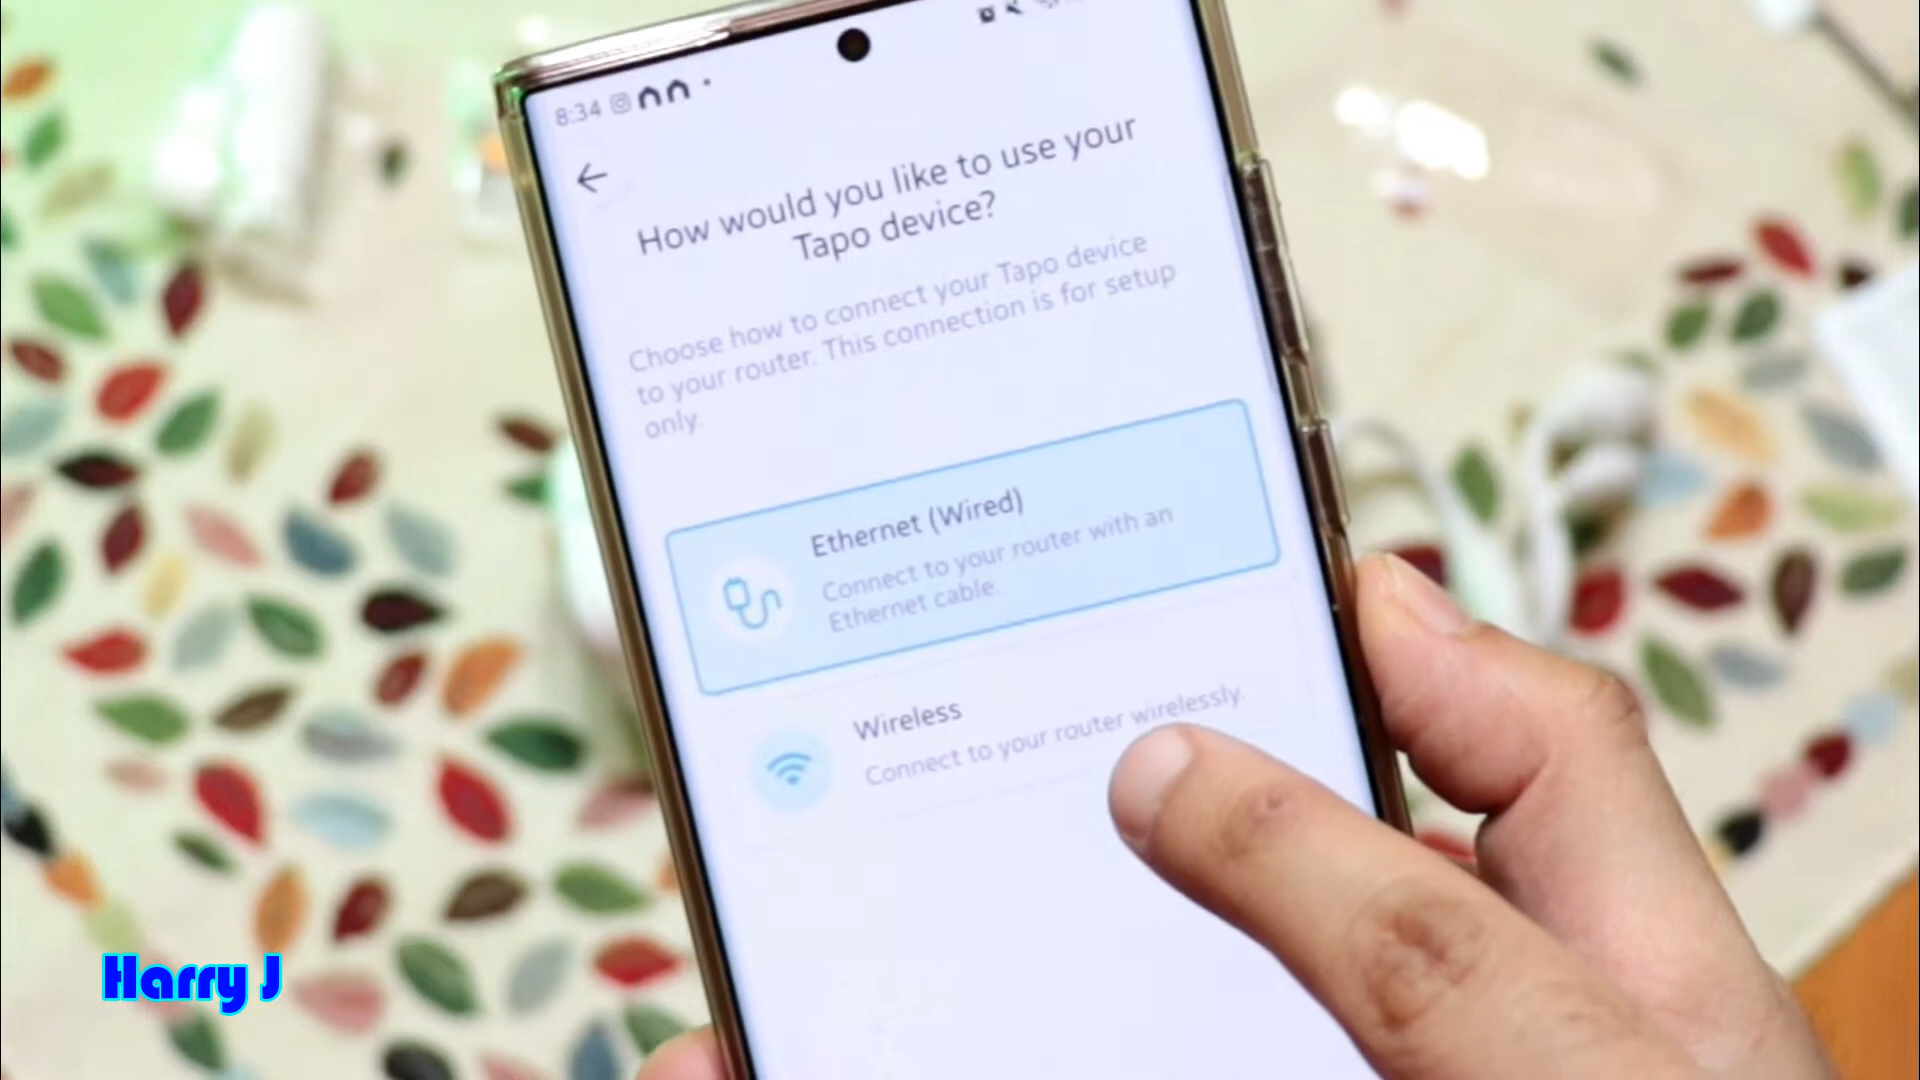 8:34
How would you like to use your
Tapo device?
Choose how to connect your Tapo device
to your router. This connection is for setup
only.
Ethernet (Wired)
Connect to your router with an
Ethernet cable.
Wireless
Connect to your router wirelessly.
Harry J